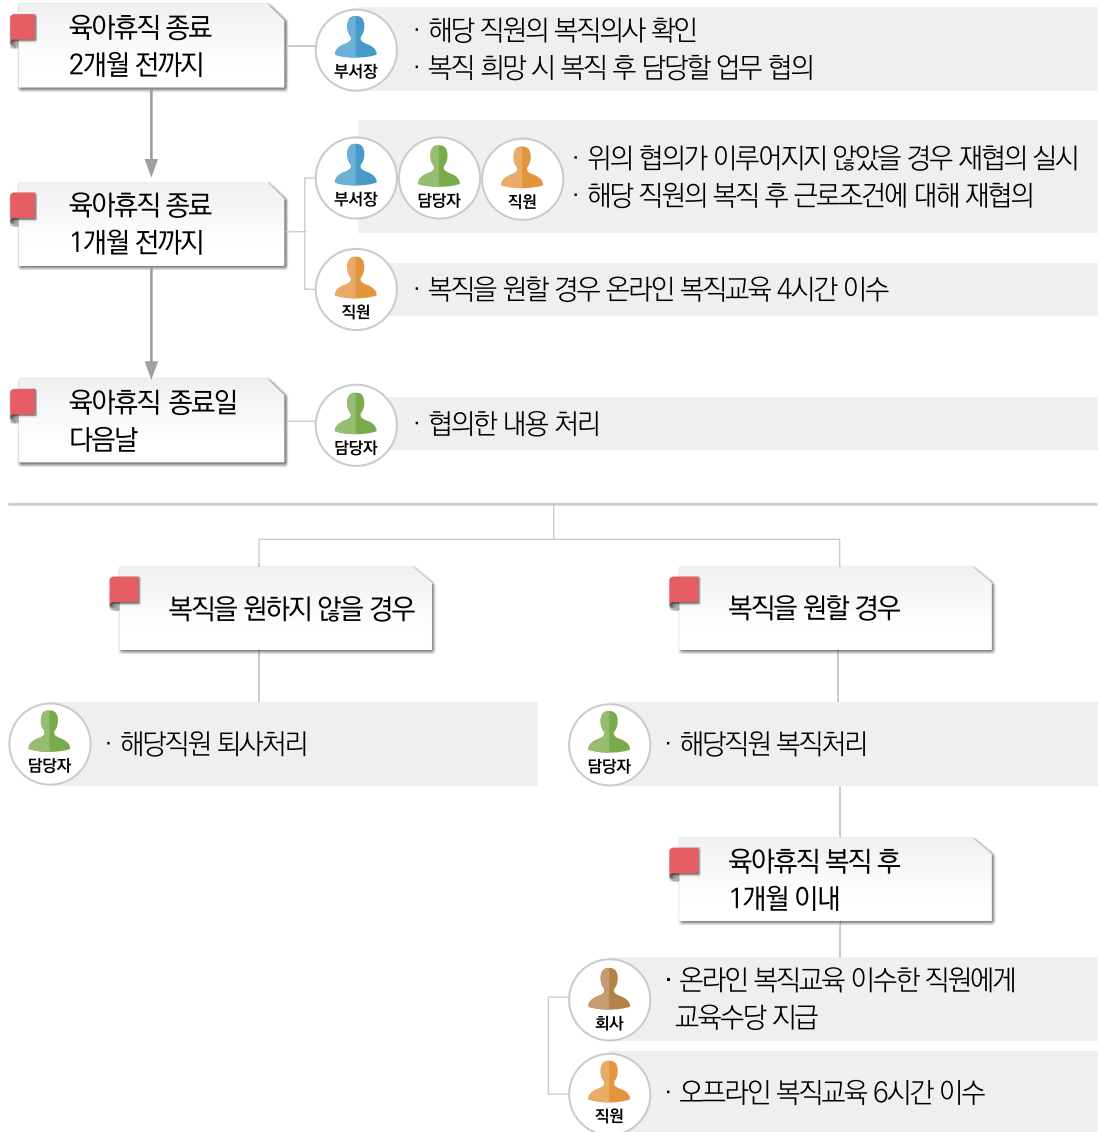 육아휴직 종료
2개월 전까지
부서장
· 해당 직원의 복직의사 확인
· 복직 희망 시 복직 후 담당할 업무 협의
육아휴직 종료
1개월 전까지
부서장
담당자
직원
· 위의 협의가 이루어지지 않았을 경우 재협의 실시
· 해당 직원의 복직 후 근로조건에 대해 재협의
직원
· 복직을 원할 경우 온라인 복직교육 4시간 이수
육아휴직 종료일
다음날
담당자
· 협의한 내용 처리
복직을 원하지 않을 경우
담당자
· 해당직원 퇴사처리
복직을 원할 경우
담당자
· 해당직원 복직처리
육아휴직 복직 후
1개월 이내
회사
· 온라인 복직교육 이수한 직원에게
교육수당 지급
직원
· 오프라인 복직교육 6시간 이수